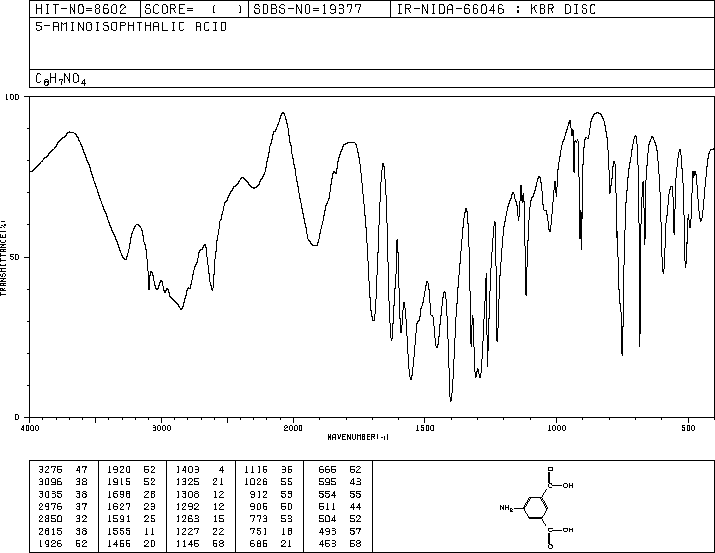 HIT-NO=8602 SCORE= ( ) SDBS-NO=19377 IR-NIDA-66046 : KBR DISC
5-AMINOISOPHTHALIC ACID
C8H7NO4
100
TRANSMITTANCE(%)
50
0
4000 3000 2000 1500 1000 500
WAVENUMBER(-1)
3275 47 1920 52 1403 4 1115 36 666 52
3096 38 1915 52 1325 21 1026 55 595 43
3035 38 1698 28 1308 12 912 53 554 55
2976 37 1627 23 1292 12 906 50 511 44
2850 32 1591 25 1263 15 773 504 52
2615 38 1555 11 1227 22 751 18 493 57
1926 52 1456 20 1145 58 686 21 453 58
O
C—OH
NH2
C—OH
O